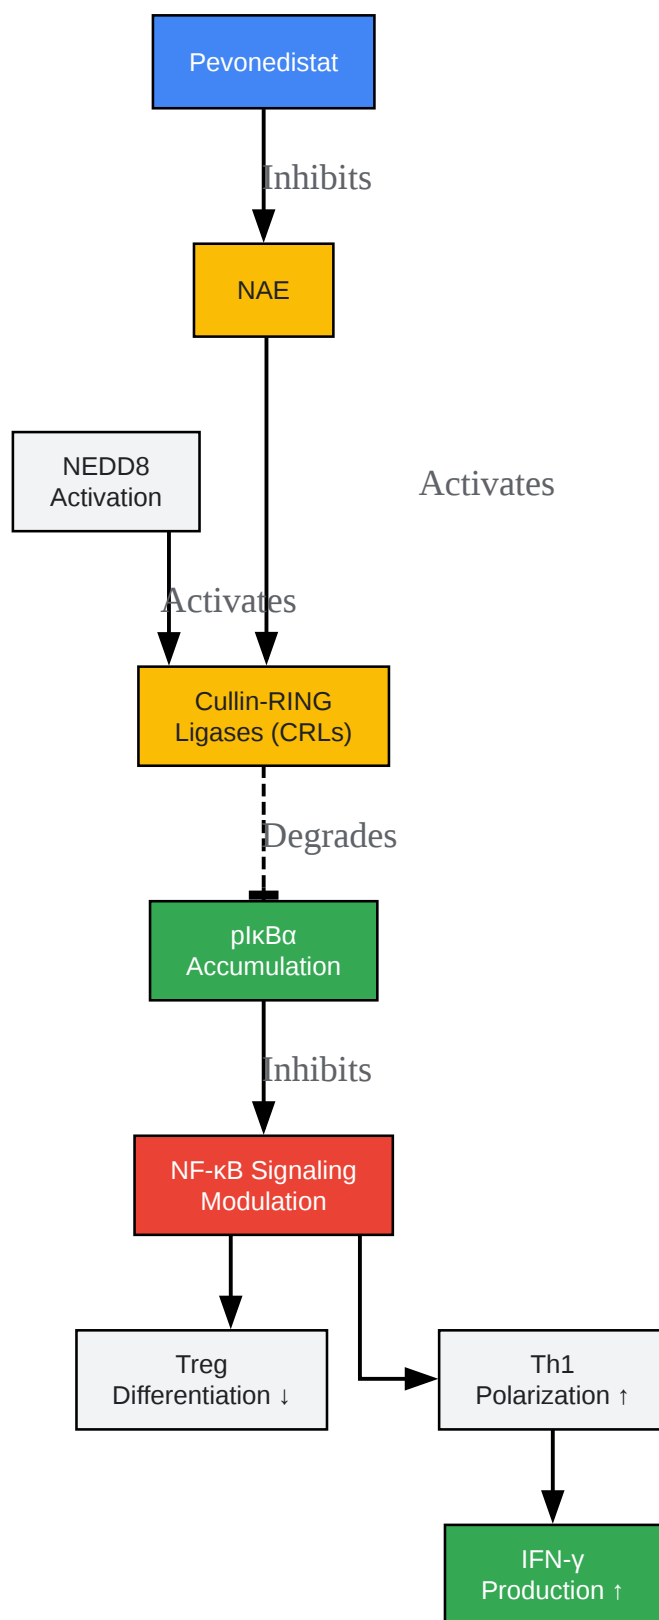 Pevonedistat
Inhibits
NAE
NEDD8
Activation
Activates
Activates
Cullin-RING
Ligases (CRLs)
Degrades
pIκBα
Accumulation
Inhibits
NF-κB Signaling
Modulation
Treg
Differentiation ↓
Th1
Polarization ↑
IFN-γ
Production ↑